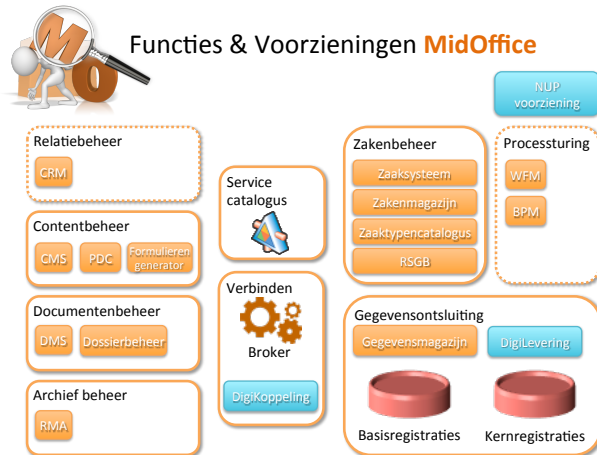 Functies & Voorzieningen MidOffice
NUP
voorziening
Relatiebeheer
CRM
Contentbeheer
CMS
PDC
Formulieren
generator
Documentenbeheer
DMS
Dossierbeheer
Archief beheer
RMA
Service
catalogus
Verbinden
Broker
DigiKoppeling
Zakenbeheer
Zaaksysteem
Zakenmagazijn
Zaaktypencatalogus
RSGB
Processturing
WFM
BPM
Gegevensontsluiting
Gegevensmagazijn
DigiLevering
Basisregistraties
Kernregistraties